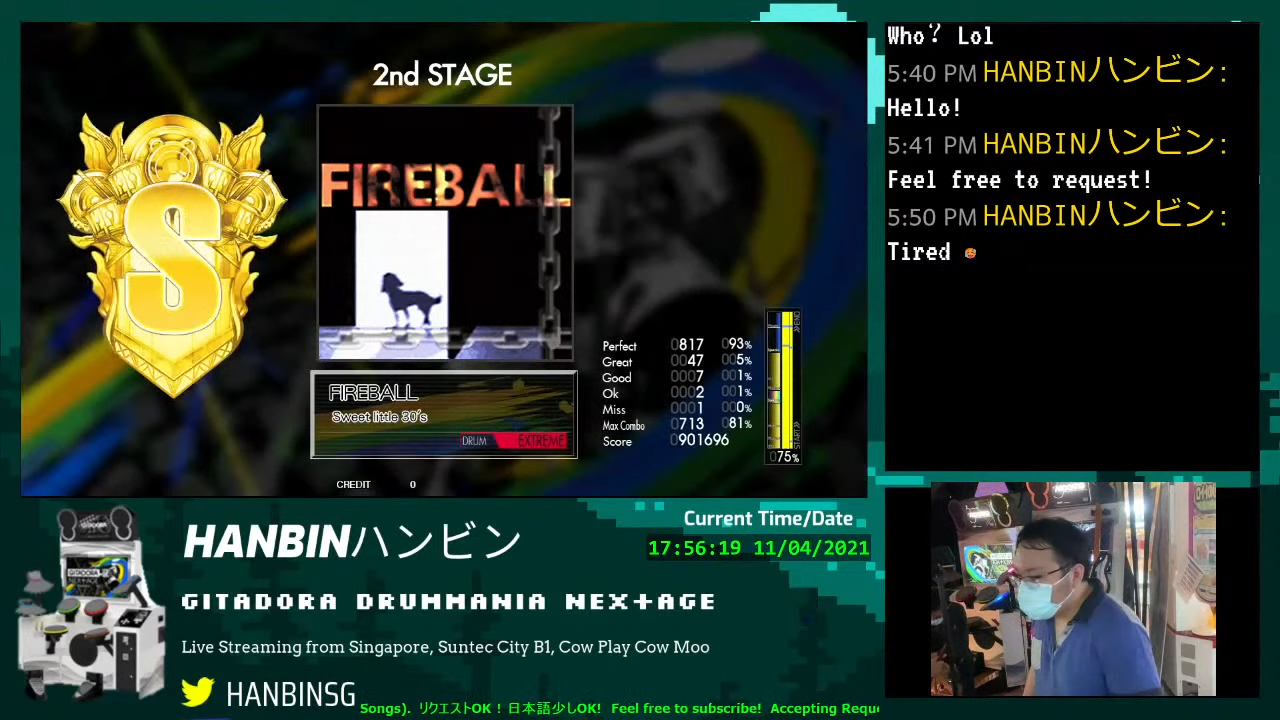 2nd STAGE
S
FIREBALL
FIREBALL
Sweet little 30's
DRUM EXTREME
CREDIT 0
Perfect 0817 93%
Great 0047 005%
Good 0007 001%
Ok 0002 001%
Miss 0001 000%
Max Combo 0713 81%
Score 0901696
075%
Who? Lol
5:40 PM HANBINハンビン:
Hello!
5:41 PM HANBINハンビン:
Feel free to request!
5:50 PM HANBINハンビン:
Tired 🥵
HANBINハンビン
GITADORA DRUMMANIA NEX+AGE
Live Streaming from Singapore, Suntec City B1, Cow Play Cow Moo
HANBINSG
Current Time/Date
17:56:19 11/04/2021
Songs). リクエストOK！日本語少しOK! Feel free to subscribe! Accepting Requ